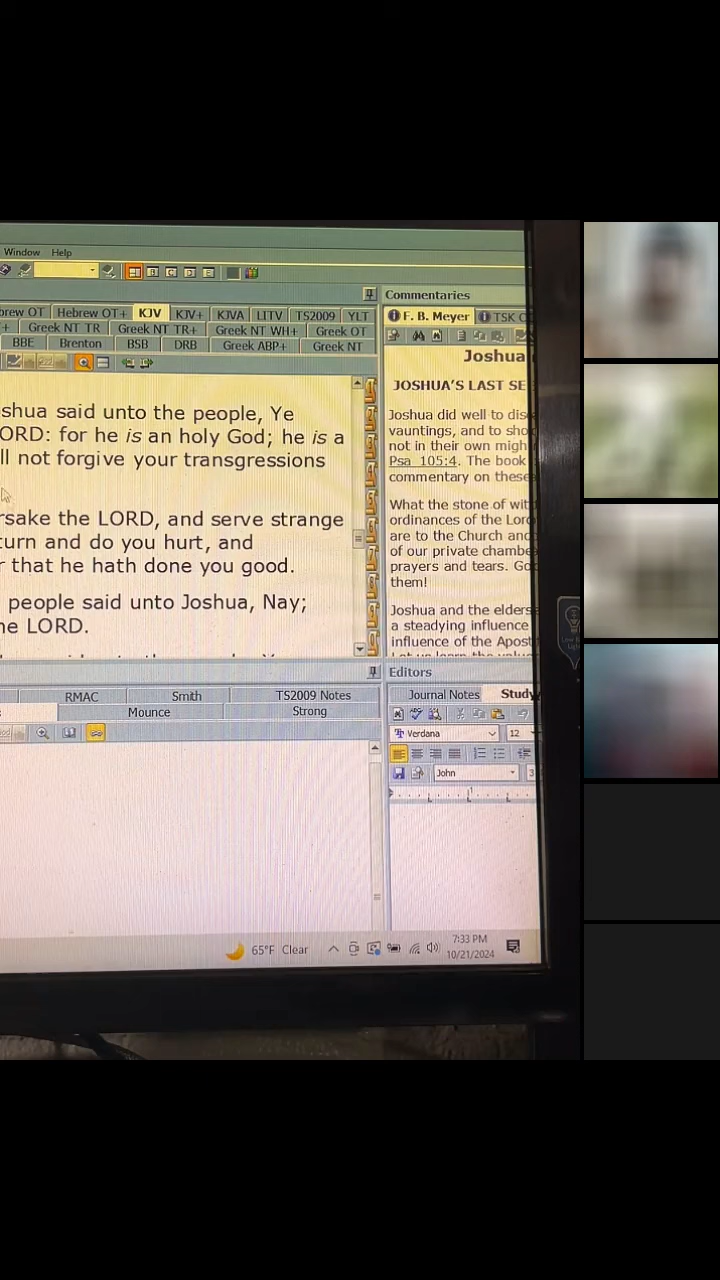 Window Help
Commentaries
brew OT Hebrew OT+ KJV KJV+ KJVA LITV TS2009 YLT
+ Greek NT TR Greek NT TR+ Greek NT WH+ Greek OT
BBE Brenton BSB DRB Greek ABP+ Greek NT
shua said unto the people, Ye
ORD: for he is an holy God; he is a
ll not forgive your transgressions
rsake the LORD, and serve strange
turn and do you hurt, and
r that he hath done you good.
people said unto Joshua, Nay;
he LORD.
F. B. Meyer TSK C
Joshua
JOSHUA'S LAST SE
Joshua did well to dis
vauntings, and to sho
not in their own migh
Psa_105:4. The book
commentary on these
What the stone of wit
ordinances of the Lord
are to the Church and
of our private chambe
prayers and tears. Go
them!
Joshua and the elders
a steadying influence
influence of the Apost
RMAC Smith TS2009 Notes
s Mounce Strong
Editors
Journal Notes Study
Verdana 12
John 3
65°F Clear
7:33 PM
10/21/2024